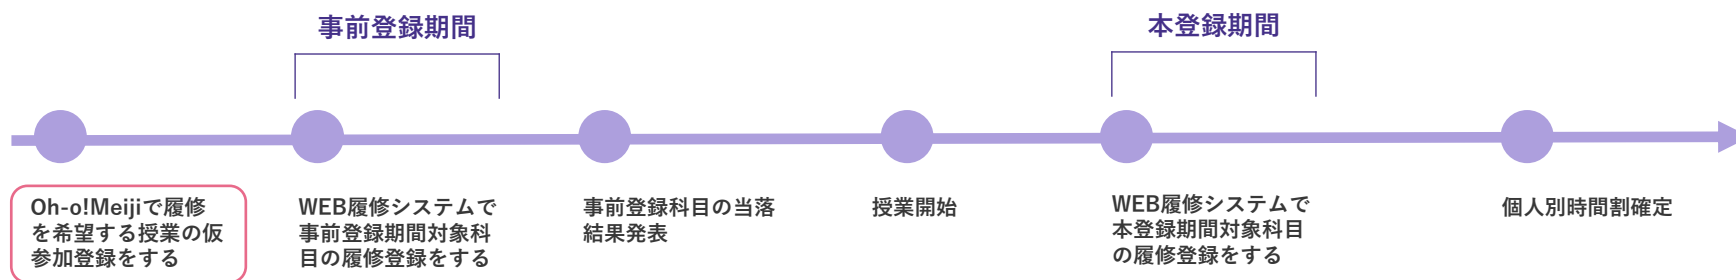 事前登録期間
本登録期間
Oh-o!Meijiで履修
を希望する授業の仮
参加登録をする
WEB履修システムで
事前登録期間対象科
目の履修登録をする
事前登録科目の当落
結果発表
授業開始
WEB履修システムで
本登録期間対象科目
の履修登録をする
個人別時間割確定